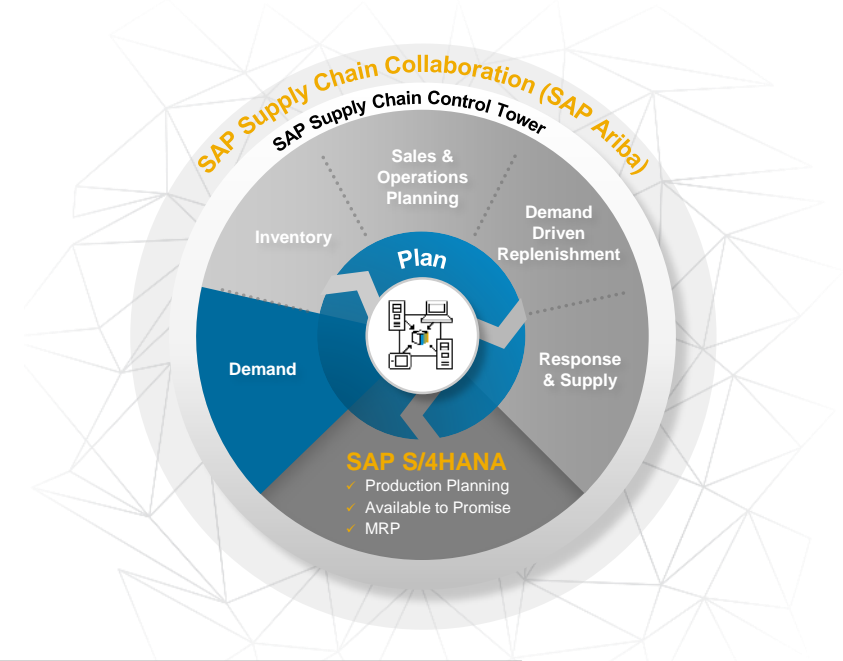 SAP Supply Chain Collaboration (SAP Ariba)
SAP Supply Chain Control Tower
Sales &
Operations
Planning
Inventory
Demand
Driven
Replenishment
Plan
Demand
Response
& Supply
SAP S/4HANA
✓ Production Planning
✓ Available to Promise
✓ MRP